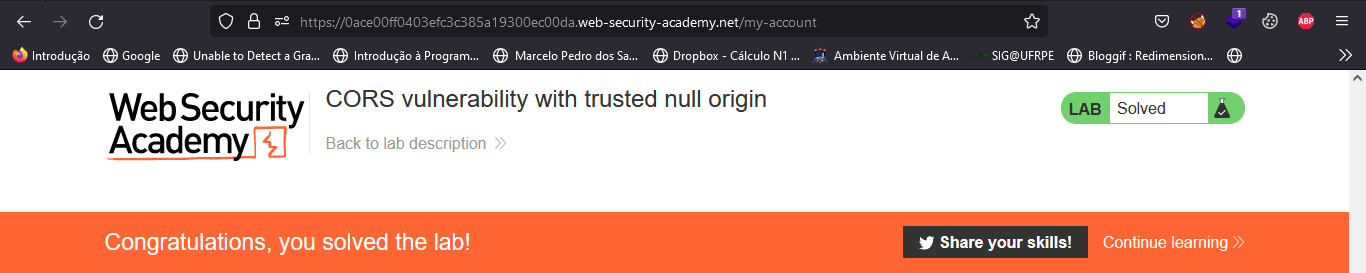 https://0ace00ff0403efc3c385a19300ec00da.web-security-academy.net/my-account
1
ABP
Introdução
Google
Unable to Detect a Gra...
Introdução à Program...
Marcelo Pedro dos Sa...
Dropbox - Cálculo N1 ...
Ambiente Virtual de A...
SIG@UFRPE
Bloggif : Redimension...
Web Security
Academy
CORS vulnerability with trusted null origin
Back to lab description
LAB
Solved
Congratulations, you solved the lab!
Share your skills!
Continue learning